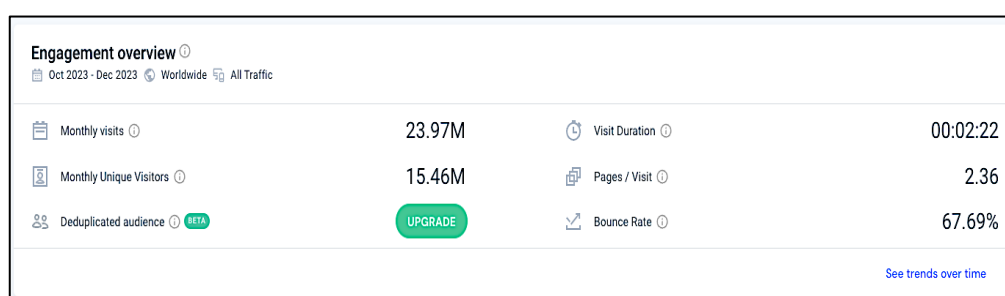 Engagement overview
Oct 2023 - Dec 2023 Worldwide All Traffic
Monthly visits 23.97M Visit Duration 00:02:22
Monthly Unique Visitors 15.46M Pages / Visit 2.36
Deduplicated audience BETA UPGRADE Bounce Rate 67.69%
See trends over time